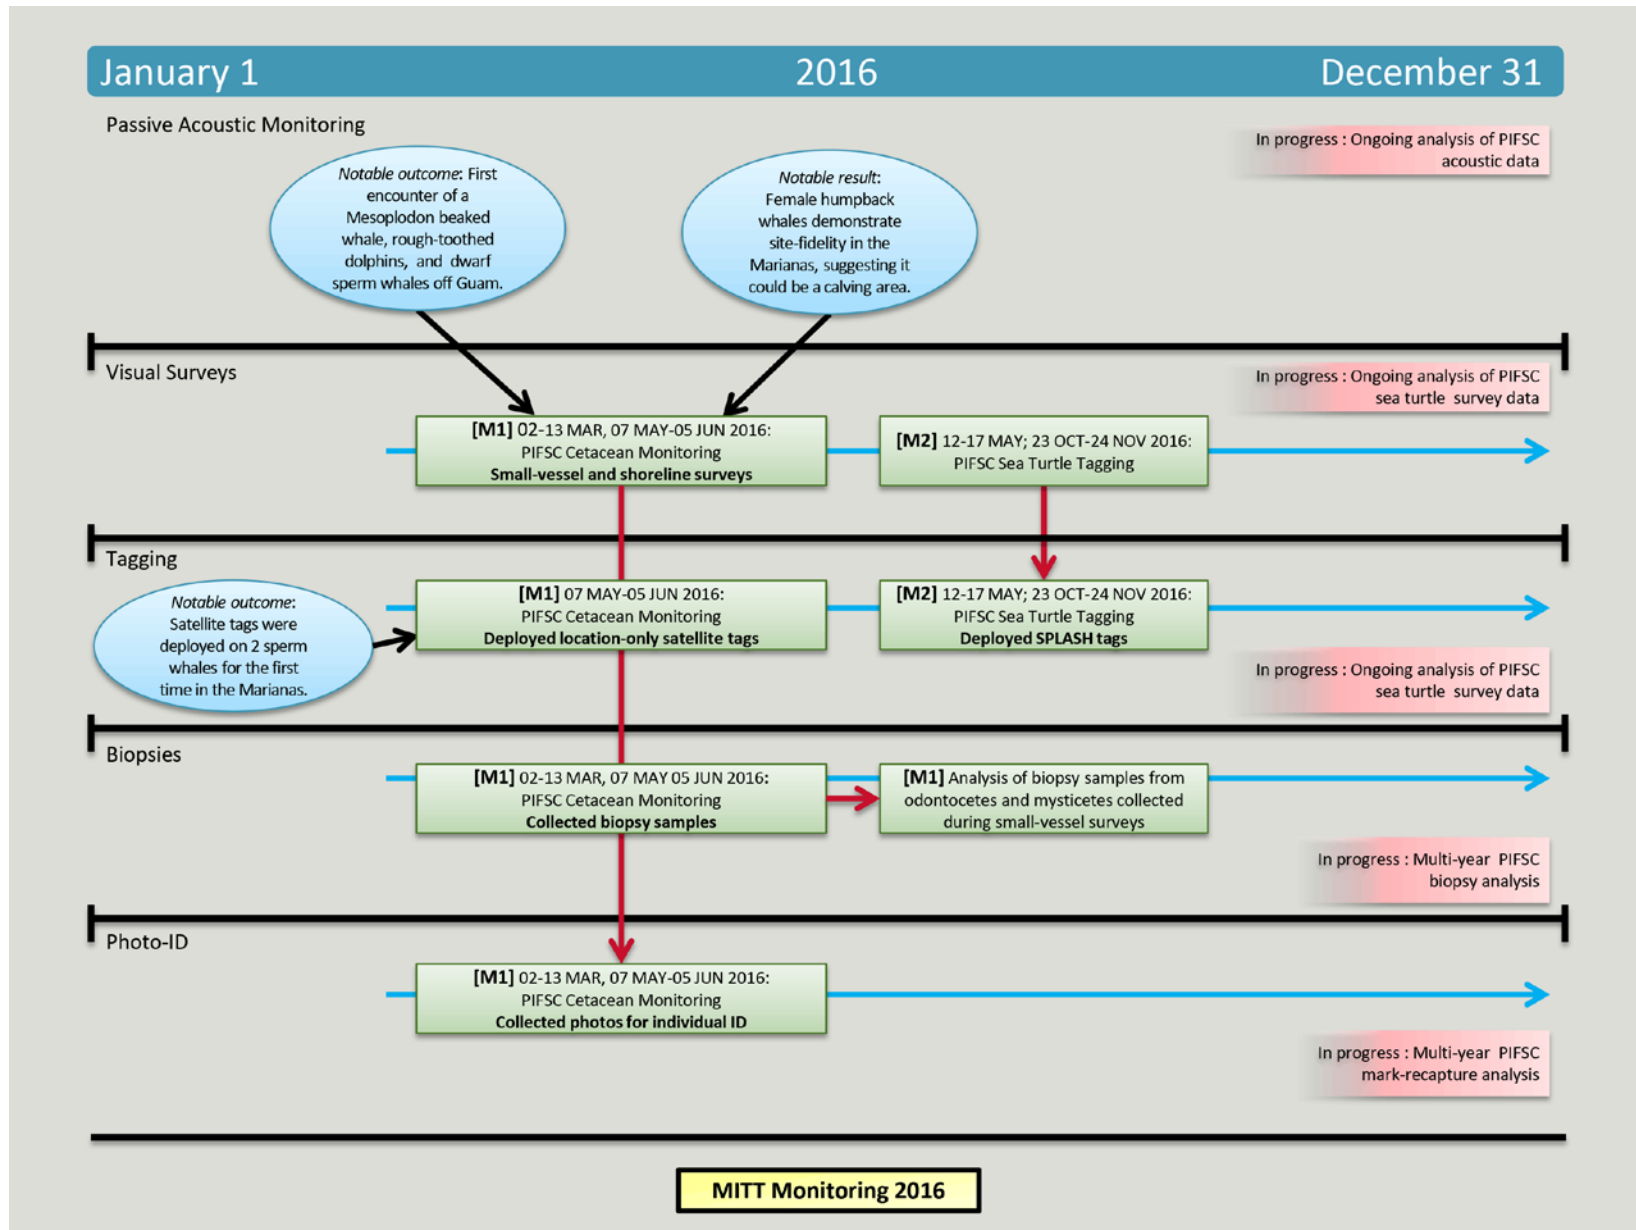 January 1 2016 December 31
Passive Acoustic Monitoring
In progress : Ongoing analysis of PIFSC
acoustic data
Notable outcome: First
encounter of a
Mesoplodon beaked
whale, rough-toothed
dolphins, and dwarf
sperm whales off Guam.
Notable result:
Female humpback
whales demonstrate
site-fidelity in the
Marianas, suggesting it
could be a calving area.
Visual Surveys
In progress : Ongoing analysis of PIFSC
sea turtle survey data
[M1] 02-13 MAR, 07 MAY-05 JUN 2016:
PIFSC Cetacean Monitoring
Small-vessel and shoreline surveys
[M2] 12-17 MAY; 23 OCT-24 NOV 2016:
PIFSC Sea Turtle Tagging
Tagging
Notable outcome:
Satellite tags were
deployed on 2 sperm
whales for the first
time in the Marianas.
[M1] 07 MAY-05 JUN 2016:
PIFSC Cetacean Monitoring
Deployed location-only satellite tags
[M2] 12-17 MAY; 23 OCT-24 NOV 2016:
PIFSC Sea Turtle Tagging
Deployed SPLASH tags
In progress : Ongoing analysis of PIFSC
sea turtle survey data
Biopsies
[M1] 02-13 MAR, 07 MAY 05 JUN 2016:
PIFSC Cetacean Monitoring
Collected biopsy samples
[M1] Analysis of biopsy samples from
odontocetes and mysticetes collected
during small-vessel surveys
In progress : Multi-year PIFSC
biopsy analysis
Photo-ID
[M1] 02-13 MAR, 07 MAY-05 JUN 2016:
PIFSC Cetacean Monitoring
Collected photos for individual ID
In progress : Multi-year PIFSC
mark-recapture analysis
MITT Monitoring 2016